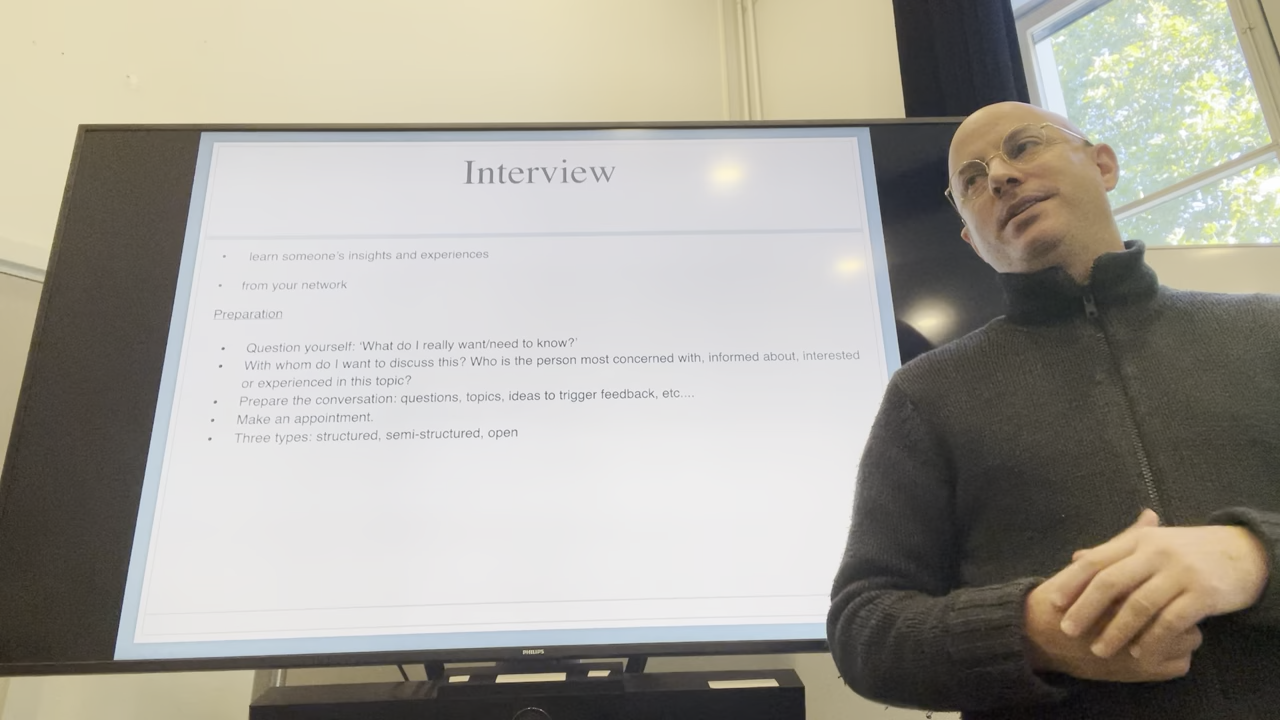 Interview
• learn someone's insights and experiences
• from your network
Preparation
• Question yourself: 'What do I really want/need to know?'
• With whom do I want to discuss this? Who is the person most concerned with, informed about, interested
or experienced in this topic?
• Prepare the conversation: questions, topics, ideas to trigger feedback, etc....
• Make an appointment.
• Three types: structured, semi-structured, open
PHILIPS